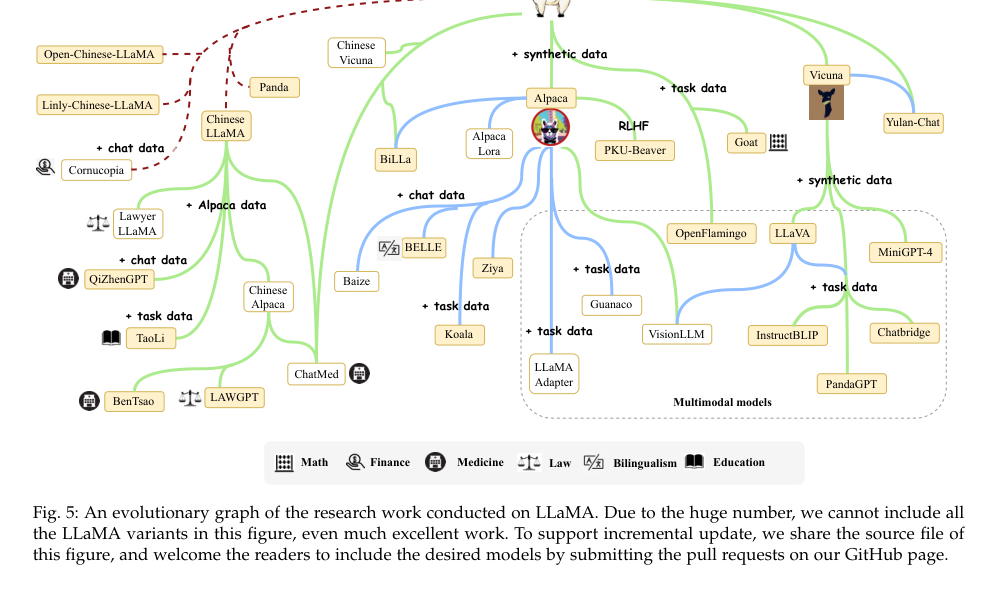 Open-Chinese-LLaMA
Chinese
Vicuna
+ synthetic data
Vicuna
Panda
+ task data
Linly-Chinese-LLaMA
Alpaca
Chinese
LLaMA
Yulan-Chat
RLHF
Alpaca
Lora
Goat
PKU-Beaver
+ chat data
BiLLa
Cornucopia
+ synthetic data
+ chat data
+ Alpaca data
Lawyer
LLaMA
OpenFlamingo
LLaVA
BELLE
MiniGPT-4
+ chat data
Ziya
+ task data
QiZhenGPT
Baize
+ task data
Chinese
Alpaca
Guanaco
+ task data
+ task data
+ task data
TaoLi
Koala
VisionLLM
InstructBLIP
Chatbridge
LLaMA
Adapter
ChatMed
PandaGPT
BenTsao
LAWGPT
Multimodal models
Math
Finance
Medicine
Law
Bilingualism
Education
Fig. 5: An evolutionary graph of the research work conducted on LLaMA. Due to the huge number, we cannot include all
the LLaMA variants in this figure, even much excellent work. To support incremental update, we share the source file of
this figure, and welcome the readers to include the desired models by submitting the pull requests on our GitHub page.